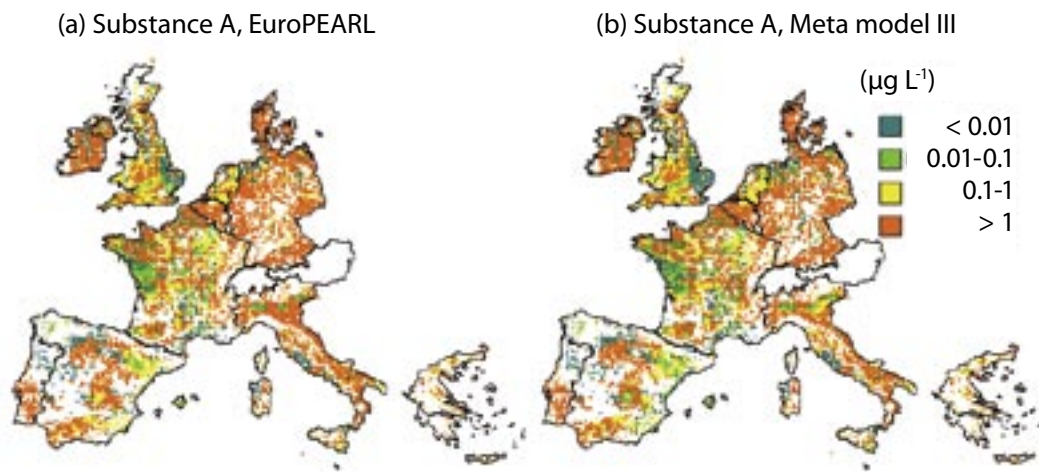 (a) Substance A, EuroPEARL
(b) Substance A, Meta model III
(µg L⁻¹)
< 0.01
0.01-0.1
0.1-1
> 1